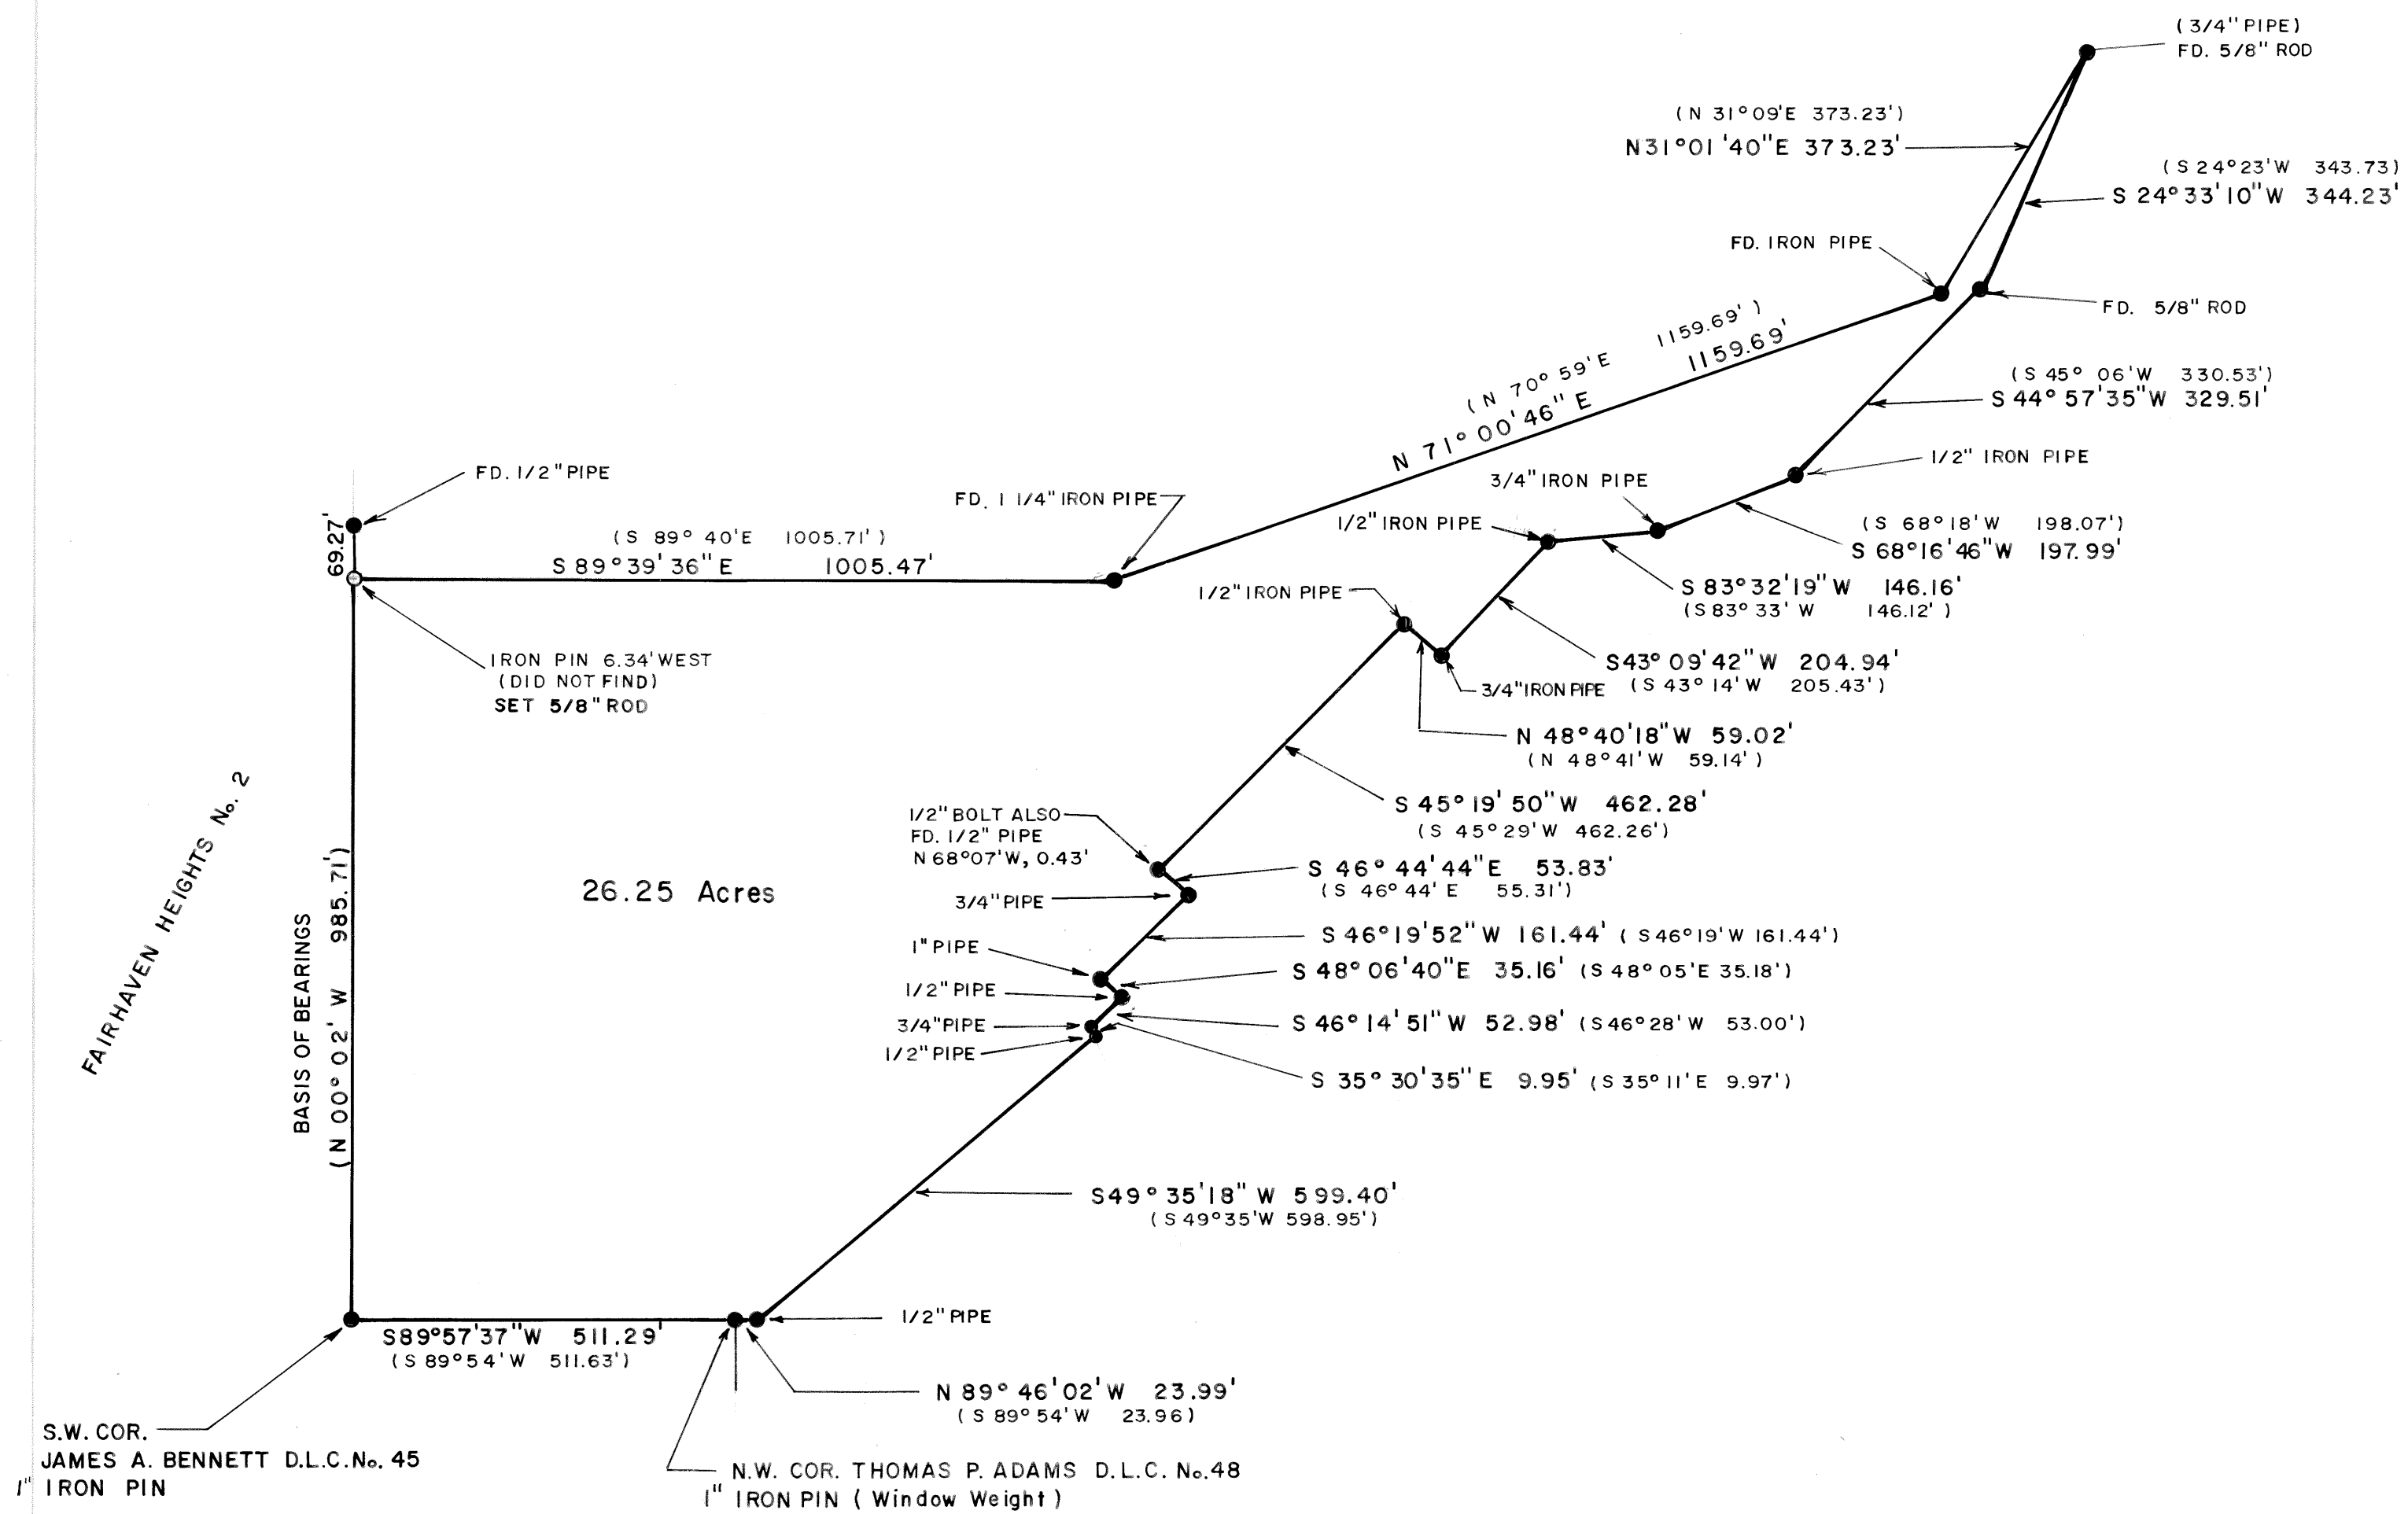 (3/4" PIPE)
FD. 5/8" ROD
(N 31°09'E 373.23')
N31°01'40"E 373.23'
(S 24°23'W 343.73)
S 24°33'10"W 344.23'
FD. IRON PIPE
FD. 5/8" ROD
(N 70°59'E 1159.69')
N 71°00'46"E 1159.69'
(S 45° 06'W 330.53')
S 44°57'35"W 329.51'
1/2" IRON PIPE
3/4" IRON PIPE
1/2" IRON PIPE
(S 68°18'W 198.07')
S 68°16'46"W 197.99'
S 83°32'19"W 146.16'
(S 83°33' W 146.12')
FD. 1/2" PIPE
69.27'
FD. 1 1/4" IRON PIPE
(S 89° 40'E 1005.71')
S 89°39'36"E 1005.47'
1/2" IRON PIPE
IRON PIN 6.34' WEST
(DID NOT FIND)
SET 5/8" ROD
S43° 09'42"W 204.94'
(S 43°14'W 205.43')
3/4" IRON PIPE
N 48°40'18"W 59.02'
(N 48°41'W 59.14')
S 45°19'50"W 462.28'
(S 45°29'W 462.26')
1/2" BOLT ALSO
FD. 1/2" PIPE
N 68°07'W, 0.43'
S 46° 44'44"E 53.83'
(S 46°44' E 55.31')
3/4" PIPE
FAIRHAVEN HEIGHTS No. 2
BASIS OF BEARINGS
(N 00° 02' W 985.71')
26.25 Acres
S 46°19'52"W 161.44' (S46°19'W 161.44')
1" PIPE
S 48°06'40"E 35.16' (S 48°05'E 35.18')
1/2" PIPE
S 46°14'51"W 52.98' (S46°28'W 53.00')
3/4" PIPE
1/2" PIPE
S 35° 30'35"E 9.95' (S 35°11'E 9.97')
S49° 35'18" W 599.40'
(S 49°35'W 598.95')
1/2" PIPE
S89°57'37"W 511.29'
(S 89°54'W 511.63')
N 89° 46'02'W 23.99'
(S 89°54'W 23.96)
S.W. COR.
JAMES A. BENNETT D.L.C. No. 45
1" IRON PIN
N.W. COR. THOMAS P. ADAMS D.L.C. No.48
1" IRON PIN (Window Weight)